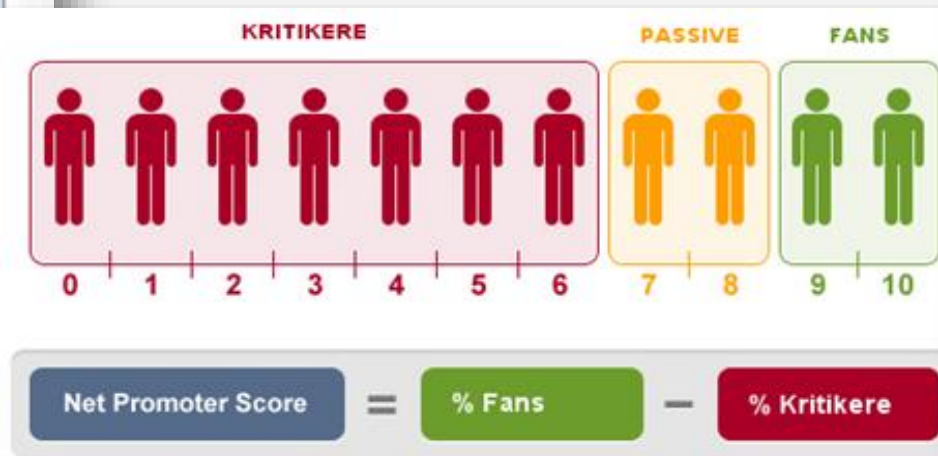 KRITIKERE PASSIVE FANS
0 1 2 3 4 5 6 7 8 9 10
Net Promoter Score = % Fans – % Kritikere